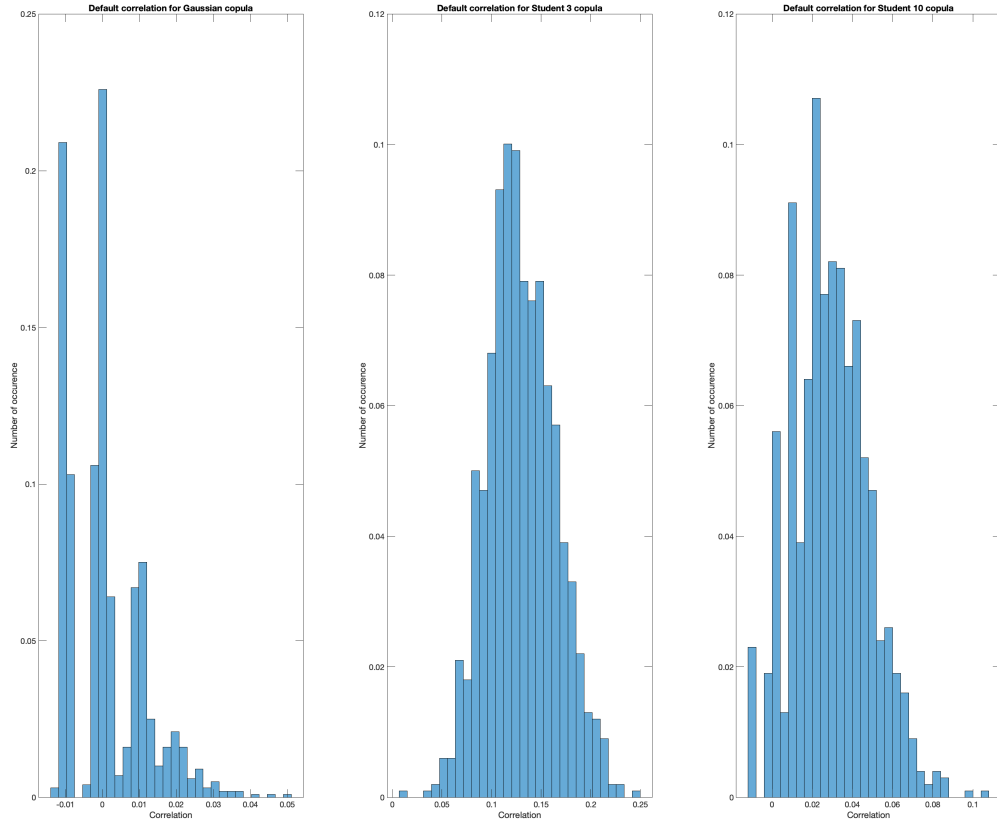 Default correlation for Gaussian copula
0.25
0.2
0.15
0.1
0.05
0
Number of occurence
-0.01 0 0.01 0.02 0.03 0.04 0.05
Correlation
Default correlation for Student 3 copula
0.12
0.1
0.08
0.06
0.04
0.02
0
Number of occurence
0 0.05 0.1 0.15 0.2 0.25
Correlation
Default correlation for Student 10 copula
0.12
0.1
0.08
0.06
0.04
0.02
0
Number of occurence
0 0.02 0.04 0.06 0.08 0.1
Correlation